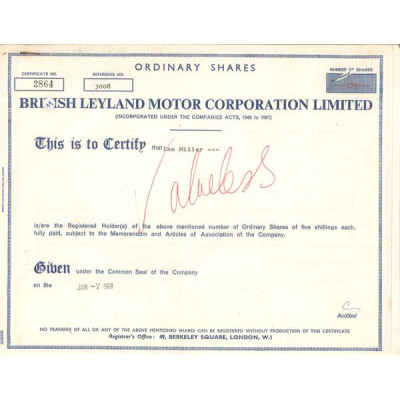 ORDINARY SHARES
CERTIFICATE NO.
REFERENCE NO.
NUMBER OF SHARES
2864
3008
BRITISH LEYLAND MOTOR CORPORATION LIMITED
(INCORPORATED UNDER THE COMPANIES ACTS, 1948 to 1967)
This is to Certify that Ian Miller ---
Valueless
is/are the Registered Holder(s) of the above mentioned number of Ordinary Shares of five shillings each,
fully paid, subject to the Memorandum and Articles of Association of the Company.
Given under the Common Seal of the Company
on the
Audited
NO TRANSFER OF ALL OR ANY OF THE ABOVE MENTIONED SHARES CAN BE REGISTERED WITHOUT PRODUCTION OF THIS CERTIFICATE
Registrar's Office: 49, BERKELEY SQUARE, LONDON, W.1